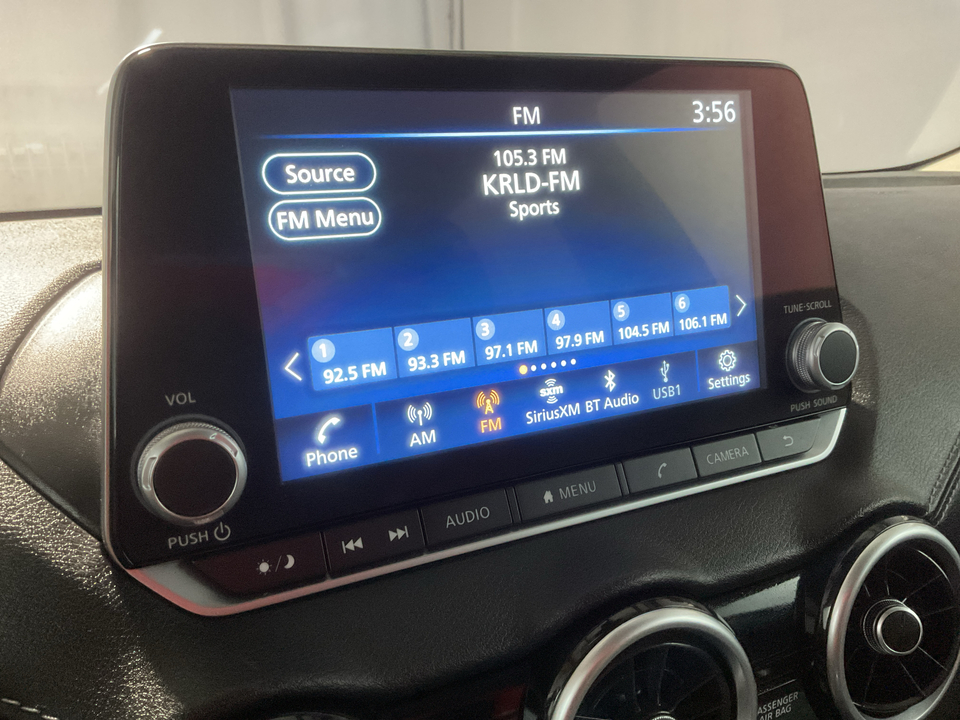 FM
3:56
105.3 FM
KRLD-FM
Sports
Source
FM Menu
1
92.5 FM
2
93.3 FM
3
97.1 FM
4
97.9 FM
5
104.5 FM
6
106.1 FM
Phone
AM
FM
sxm
SiriusXM
BT Audio
USB1
Settings
VOL
PUSH
TUNE·SCROLL
PUSH SOUND
AUDIO
MENU
CAMERA
PASSENGER
AIR BAG